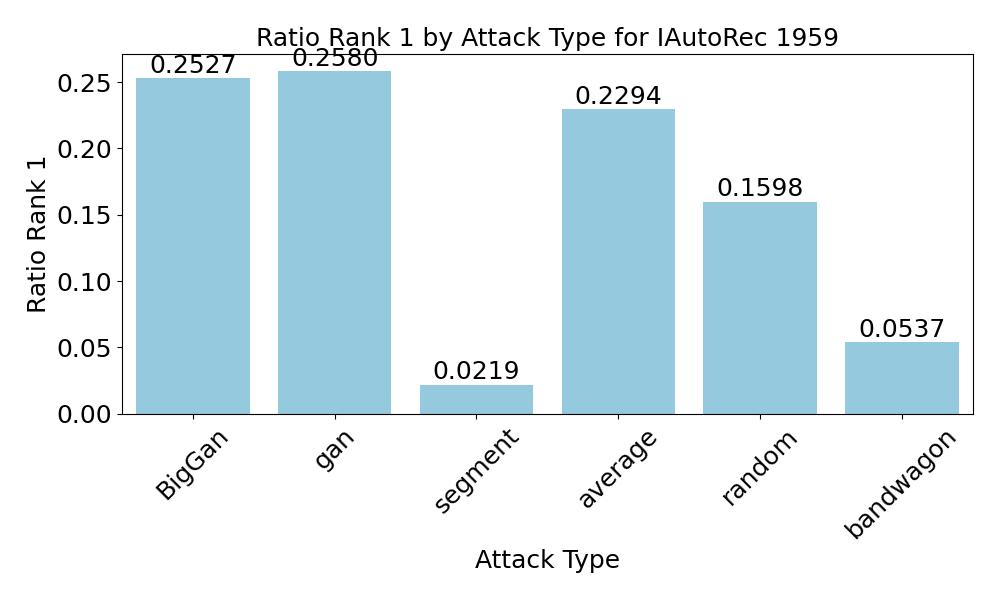 Ratio Rank 1 by Attack Type for IAutoRec 1959
0.2527
0.2580
0.0219
0.2294
0.1598
0.0537
Ratio Rank 1
0.25
0.20
0.15
0.10
0.05
0.00
BigGan
gan
segment
average
random
bandwagon
Attack Type